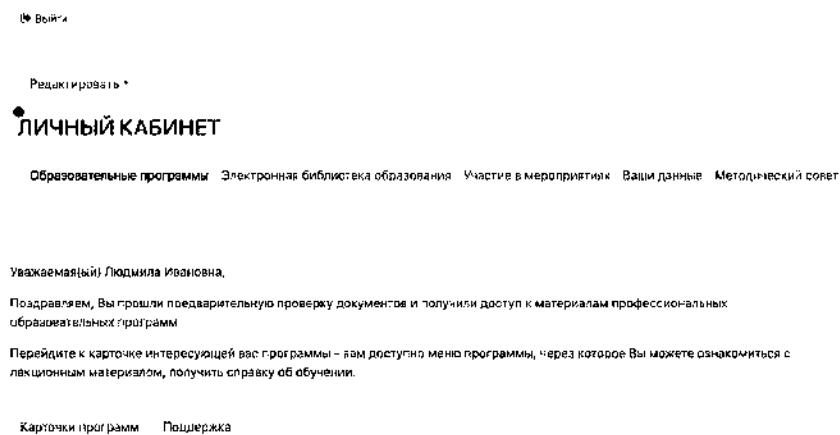 Выйти
Редактировать
ЛИЧНЫЙ КАБИНЕТ
Образовательные программы Электронная библиотека образования Участие в мероприятиях Ваши данные Методический совет
Уважаемая(ый) Людмила Ивановна,
Поздравляем, Вы прошли предварительную проверку документов и получили доступ к материалам профессиональных
образовательных программ
Перейдите к карточке интересующей вас программы – вам доступно меню программы, через которое Вы можете ознакомиться с
лекционным материалом, получить справку об обучении.
Карточки программ Поддержка